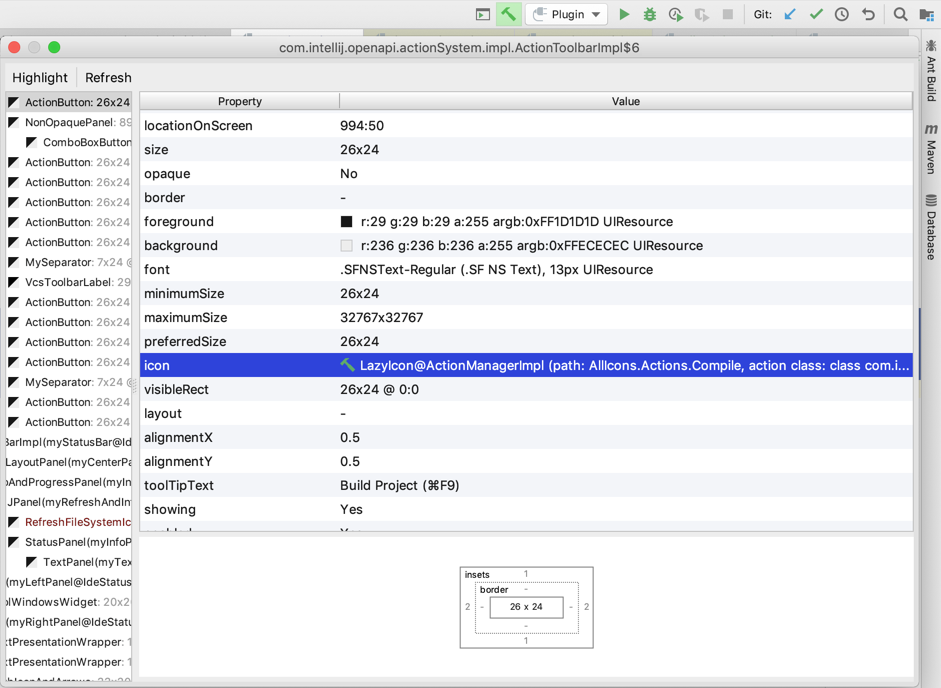 Plugin
Git:
com.intellij.openapi.actionSystem.impl.ActionToolbarImpl$6
Highlight
Refresh
ActionButton: 26x24
NonOpaquePanel: 89
ComboBoxButton
ActionButton: 26x24
ActionButton: 26x24
ActionButton: 26x24
ActionButton: 26x24
ActionButton: 26x24
MySeparator: 7x24 @
VcsToolbarLabel: 29
ActionButton: 26x24
ActionButton: 26x24
ActionButton: 26x24
ActionButton: 26x24
MySeparator: 7x24 @
ActionButton: 26x24
ActionButton: 26x24
BarImpl(myStatusBar@Id
LayoutPanel(myCenterPa
oAndProgressPanel(myIn
JPanel(myRefreshAndIn
RefreshFileSystemIc
StatusPanel(myInfoP
TextPanel(myTex
(myLeftPanel@IdeStatus
olWindowsWidget: 20x2
(myRightPanel@IdeStatu
xtPresentationWrapper: 1
xtPresentationWrapper: 1
Property Value
locationOnScreen 994:50
size 26x24
opaque No
border -
foreground r:29 g:29 b:29 a:255 argb:0xFF1D1D1D UIResource
background r:236 g:236 b:236 a:255 argb:0xFFECECEC UIResource
font .SFNSText-Regular (.SF NS Text), 13px UIResource
minimumSize 26x24
maximumSize 32767x32767
preferredSize 26x24
icon LazyIcon@ActionManagerImpl (path: AllIcons.Actions.Compile, action class: class com.i...
visibleRect 26x24 @ 0:0
layout -
alignmentX 0.5
alignmentY 0.5
toolTipText Build Project (⌘F9)
showing Yes
insets 1
border -
2 - 26 x 24 - 2
-
1
Ant Build
m Maven
Database